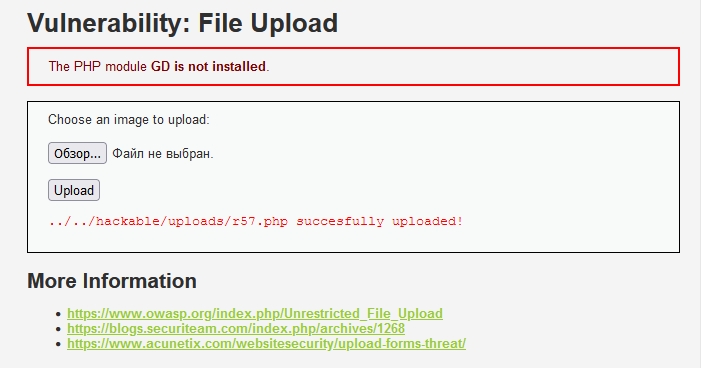 Vulnerability: File Upload
The PHP module GD is not installed.
Choose an image to upload:
Обзор... Файл не выбран.
Upload
../../hackable/uploads/r57.php succesfully uploaded!
More Information
https://www.owasp.org/index.php/Unrestricted_File_Upload
https://blogs.securiteam.com/index.php/archives/1268
https://www.acunetix.com/websitesecurity/upload-forms-threat/